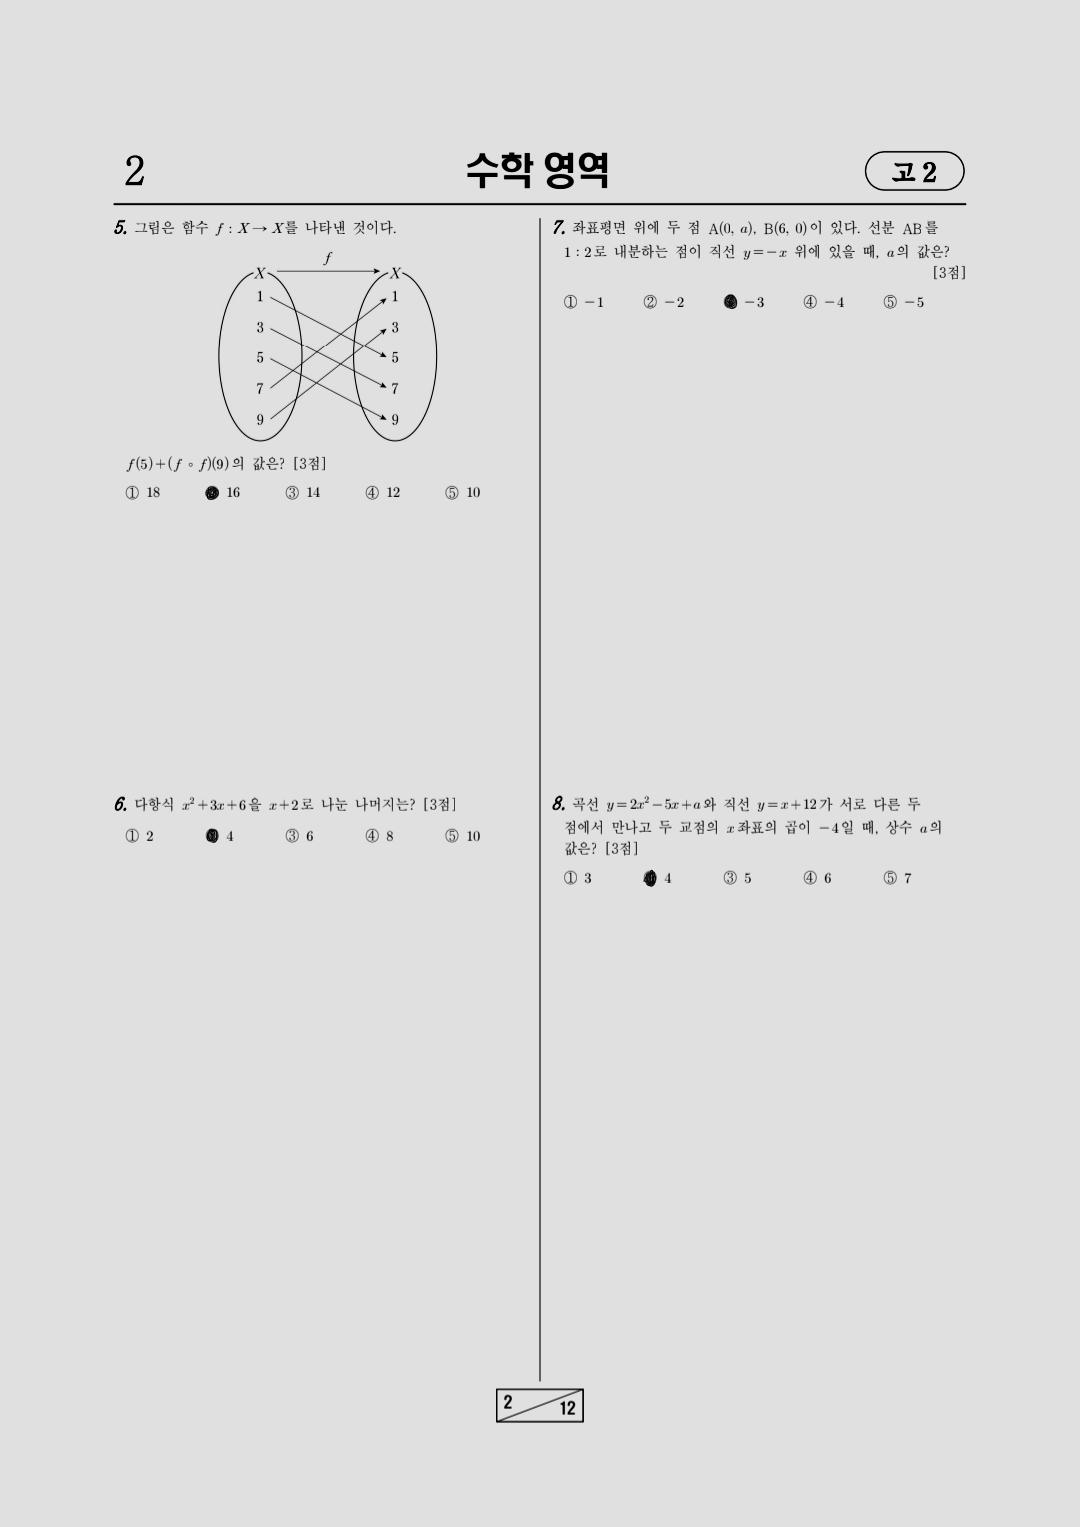 2
수학 영역
고 2
5. 그림은 함수 f : X → X를 나타낸 것이다.
f
X X
1 1
3 3
5 5
7 7
9 9
f(5)+(f∘f)(9)의 값은? [3점]
① 18 16 ③ 14 ④ 12 ⑤ 10
6. 다항식 x²+3x+6을 x+2로 나눈 나머지는? [3점]
① 2 4 ③ 6 ④ 8 ⑤ 10
7. 좌표평면 위에 두 점 A(0, a), B(6, 0)이 있다. 선분 AB를
1 : 2로 내분하는 점이 직선 y=-x 위에 있을 때, a의 값은?
[3점]
① -1 ② -2 -3 ④ -4 ⑤ -5
8. 곡선 y=2x²-5x+a와 직선 y=x+12가 서로 다른 두
점에서 만나고 두 교점의 x좌표의 곱이 -4일 때, 상수 a의
값은? [3점]
① 3 4 ③ 5 ④ 6 ⑤ 7
2
12